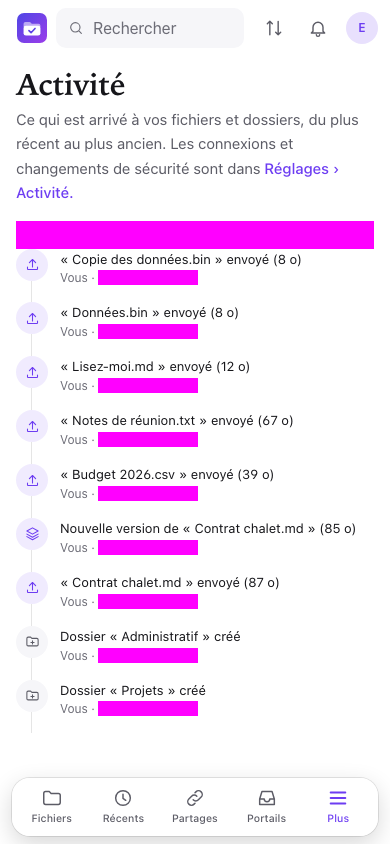 Rechercher
E
Activité
Ce qui est arrivé à vos fichiers et dossiers, du plus
récent au plus ancien. Les connexions et
changements de sécurité sont dans Réglages ›
Activité.
« Copie des données.bin » envoyé (8 o)
Vous ·
« Données.bin » envoyé (8 o)
Vous ·
« Lisez-moi.md » envoyé (12 o)
Vous ·
« Notes de réunion.txt » envoyé (67 o)
Vous ·
« Budget 2026.csv » envoyé (39 o)
Vous ·
Nouvelle version de « Contrat chalet.md » (85 o)
Vous ·
« Contrat chalet.md » envoyé (87 o)
Vous ·
Dossier « Administratif » créé
Vous ·
Dossier « Projets » créé
Vous ·
Fichiers Récents Partages Portails Plus